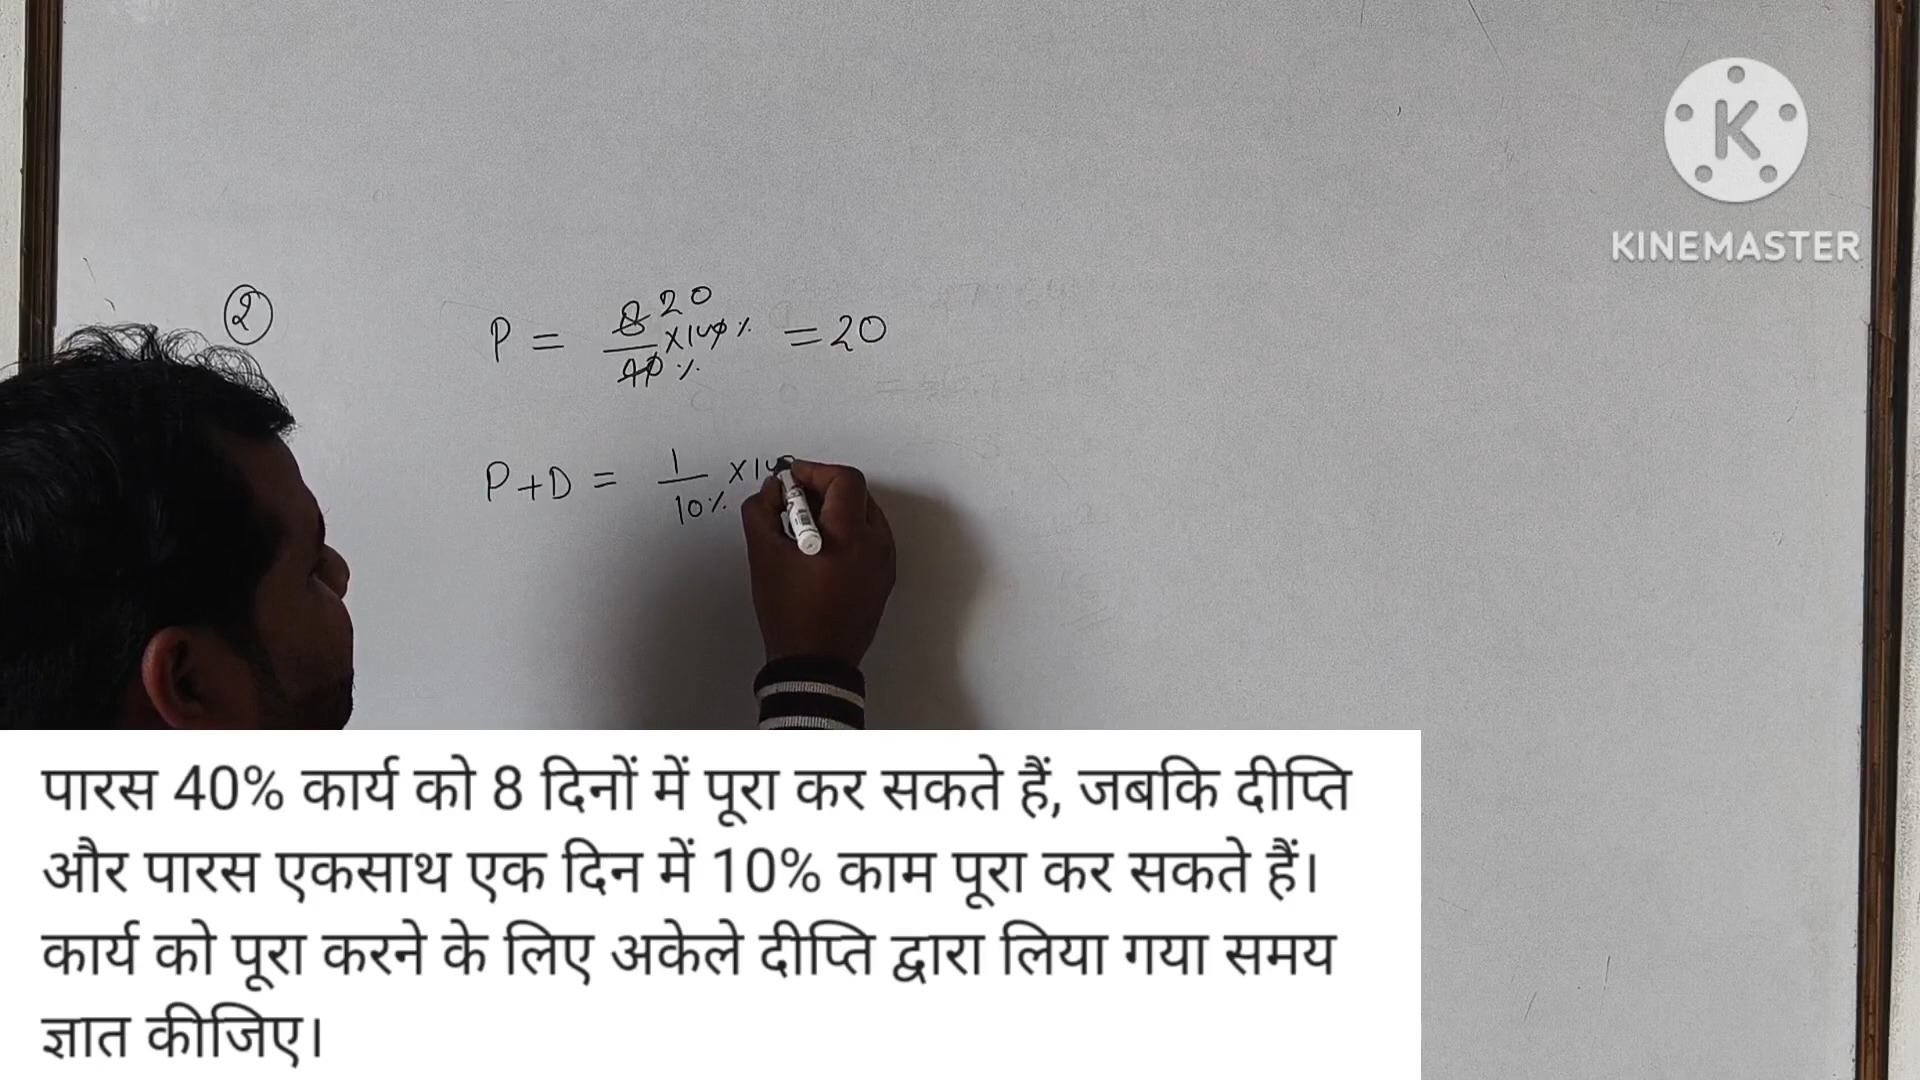 K
KINEMASTER
2
P = 8/40% × 100% 20 = 20
P+D = 1/10% ×
पारस 40% कार्य को 8 दिनों में पूरा कर सकते हैं, जबकि दीप्ति
और पारस एकसाथ एक दिन में 10% काम पूरा कर सकते हैं।
कार्य को पूरा करने के लिए अकेले दीप्ति द्वारा लिया गया समय
ज्ञात कीजिए।